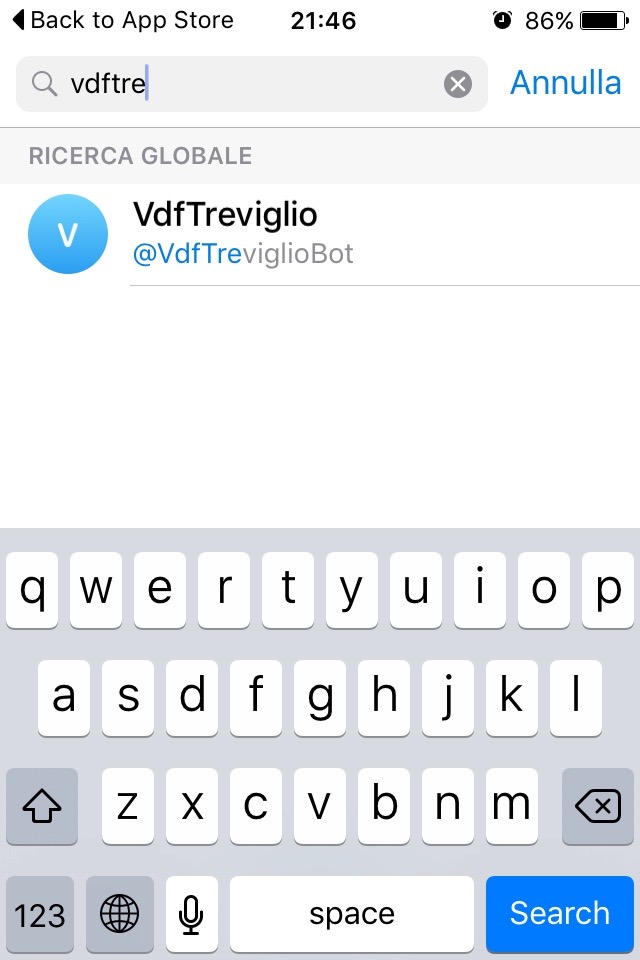 Back to App Store 21:46 86%
vdftre Annulla
RICERCA GLOBALE
V
VdfTreviglio
@VdfTreviglioBot
q w e r t y u i o p
a s d f g h j k l
z x c v b n m
123 space Search